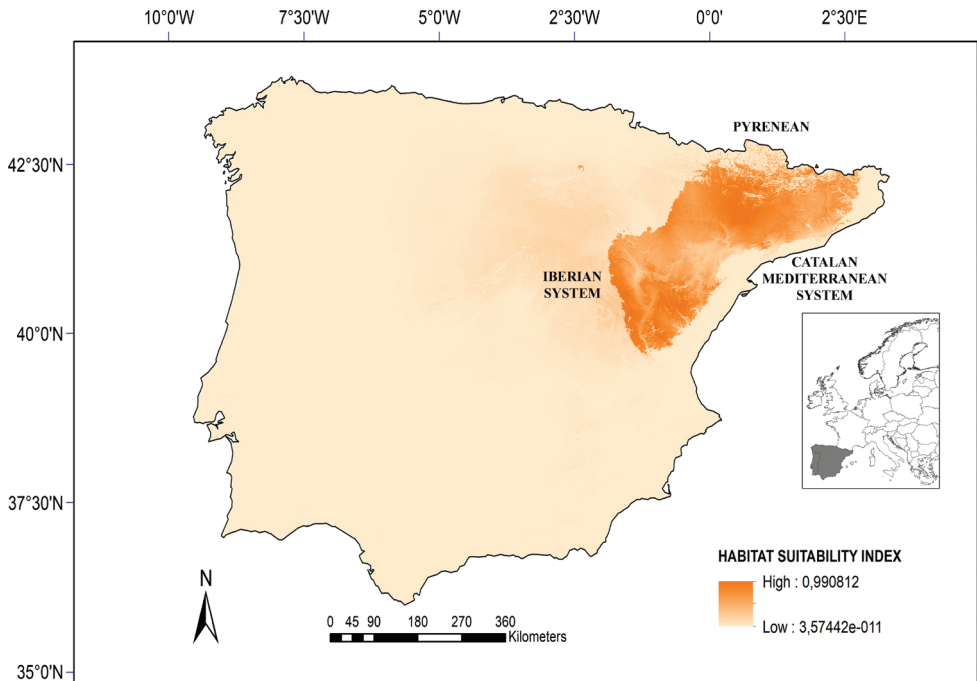 10°0'W 7°30'W 5°0'W 2°30'W 0°0' 2°30'E
PYRENEAN
42°30'N
CATALAN
MEDITERRANEAN
SYSTEM
IBERIAN
SYSTEM
40°0'N
37°30'N
HABITAT SUITABILITY INDEX
High : 0,990812
Low : 3,57442e-011
N
0 45 90 180 270 360
Kilometers
35°0'N